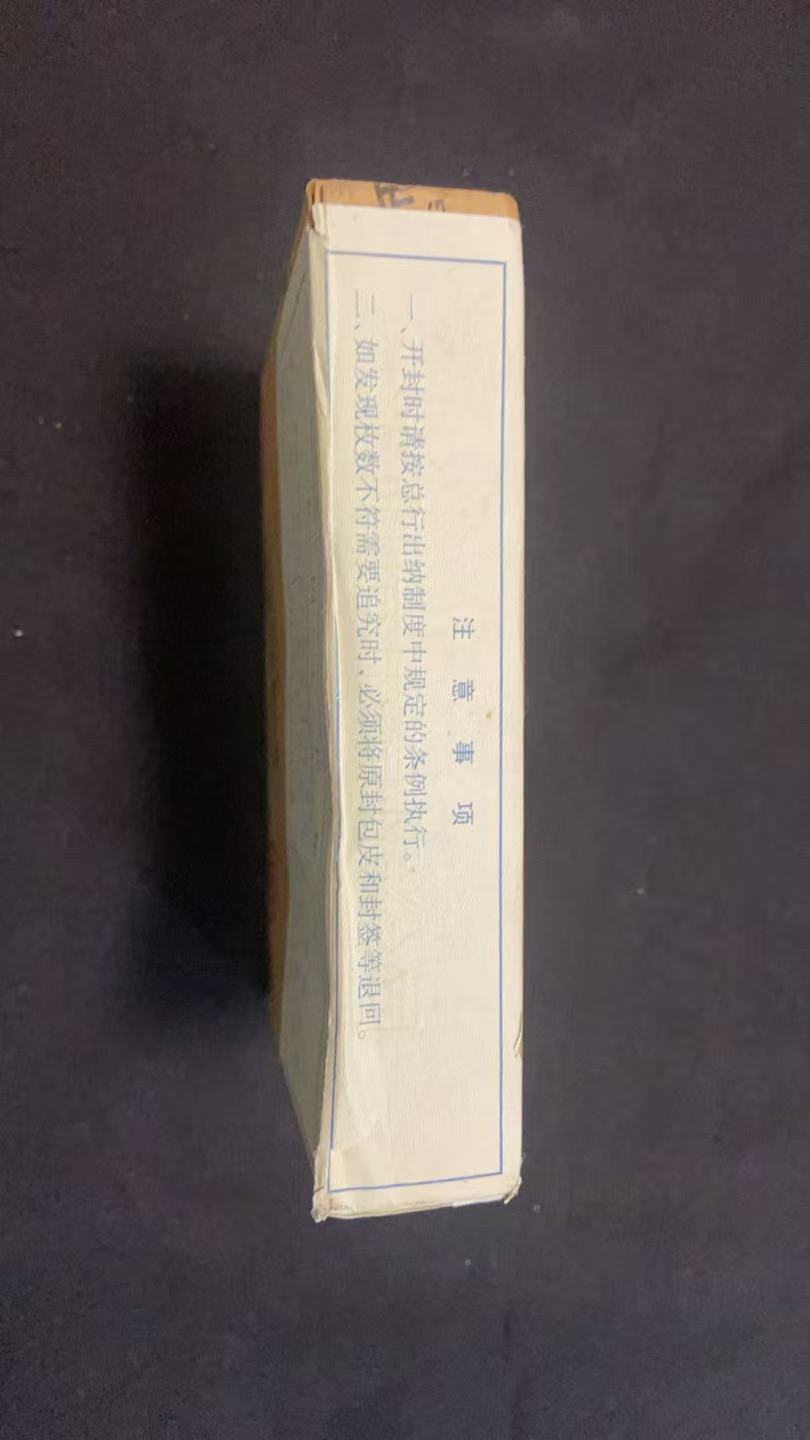 注意事项
一、开封时请按总行出纳制度中规定的条例执行。
二、如发现枚数不符需要追究时、必须将原封包皮和封签等退回。